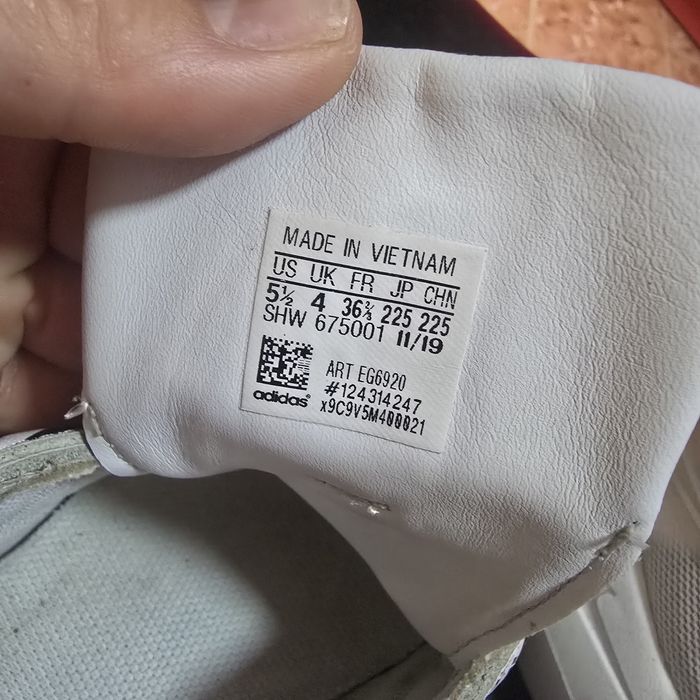 MADE IN VIETNAM
US UK FR JP CHN
5½ 4 36⅔ 225 225
SHW 675001 11/19
ART EG6920
#124314247
adidas® x9C9V5M400021